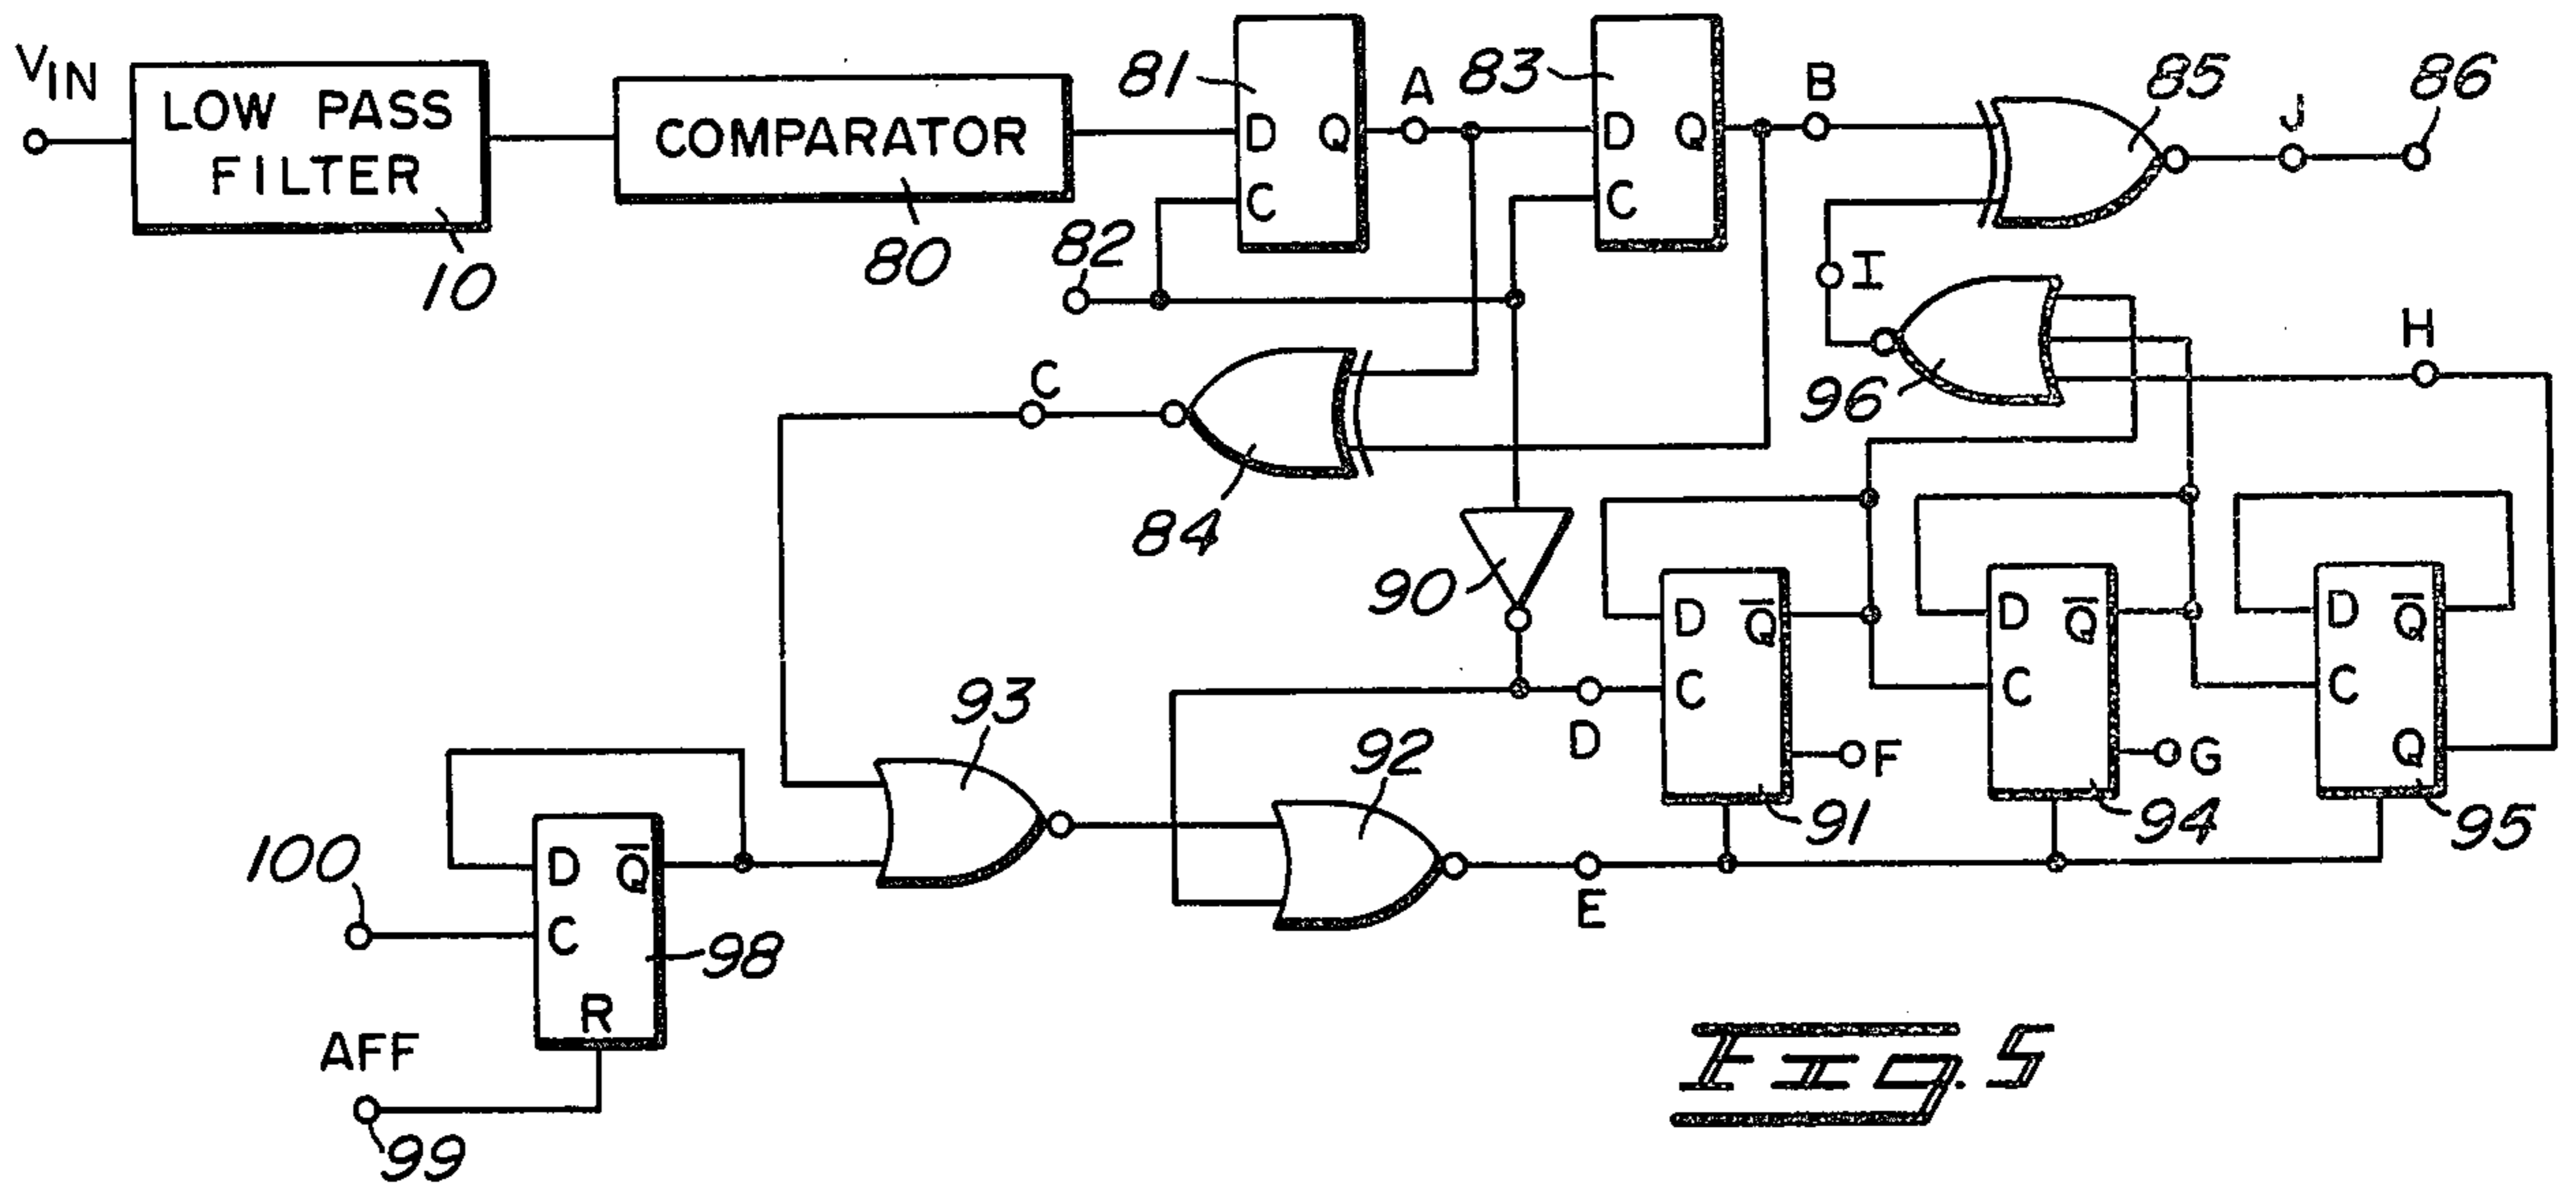 VIN
LOW PASS
FILTER
10
COMPARATOR
80
81
D Q
C
82
A
83
D Q
C
B
85
J
86
I
96
H
C
84
90
D Q̅
C
F
91
D Q̅
C
G
94
D Q̅
C
Q
95
D
93
92
E
100
D Q̅
C
R
98
AFF
99
Fig. 5